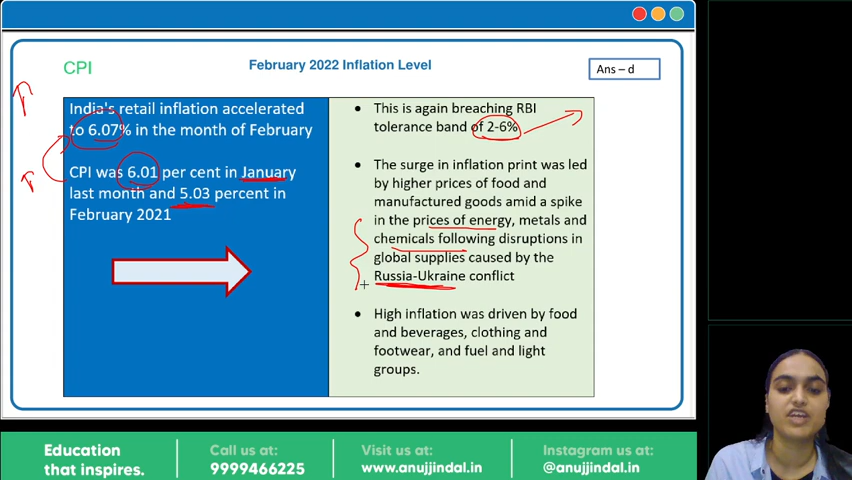 CPI
February 2022 Inflation Level
Ans – d
India's retail inflation accelerated
to 6.07% in the month of February
CPI was 6.01 per cent in January
last month and 5.03 percent in
February 2021
• This is again breaching RBI
tolerance band of 2-6%
• The surge in inflation print was led
by higher prices of food and
manufactured goods amid a spike
in the prices of energy, metals and
chemicals following disruptions in
global supplies caused by the
Russia-Ukraine conflict
• High inflation was driven by food
and beverages, clothing and
footwear, and fuel and light
groups.
Education
that inspires.
Call us at:
9999466225
Visit us at:
www.anujjindal.in
Instagram us at:
@anujjindal.in